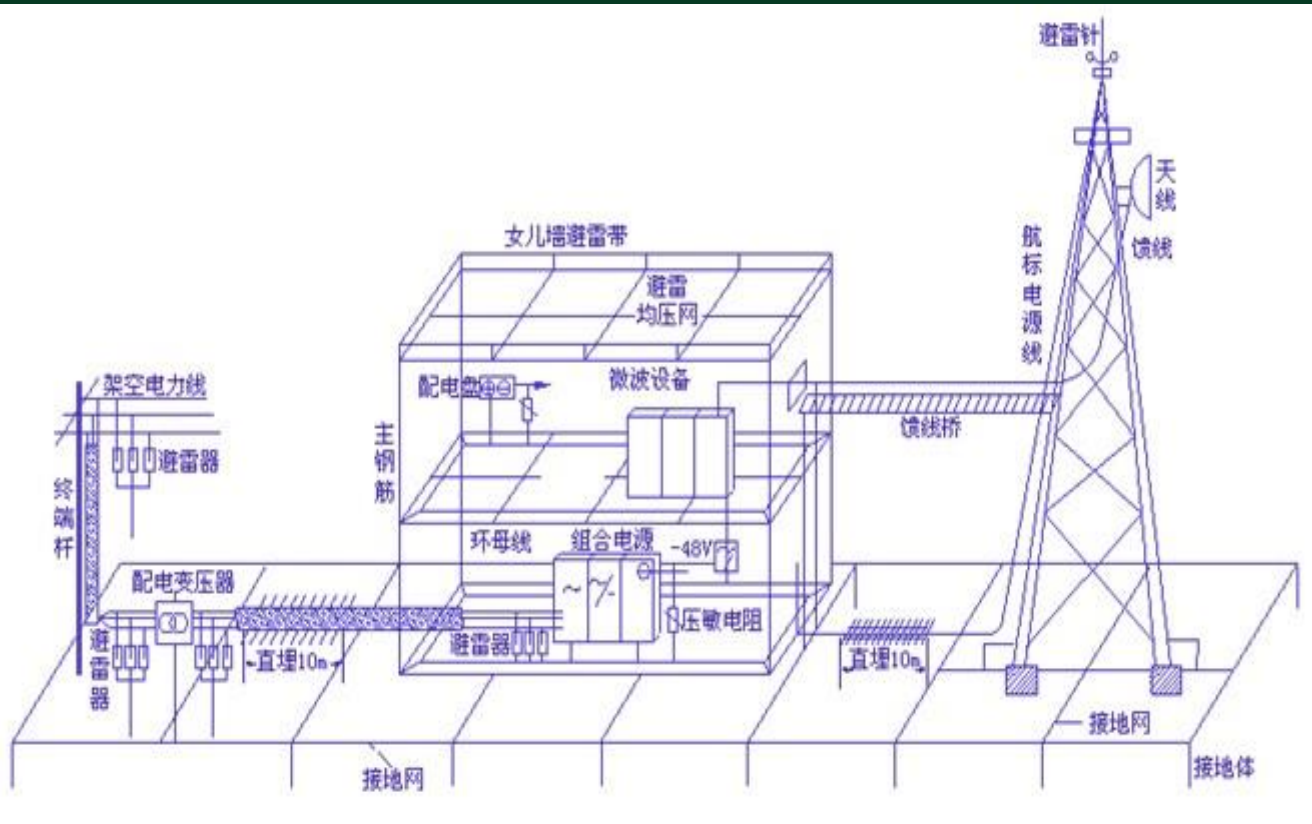 避雷针
天线
馈线
航标电源线
女儿墙避雷带
避雷
均压网
微波设备
配电盘
馈线桥
架空电力线
避雷器
终端杆
主钢筋
环母线
组合电源
-48V
配电变压器
避雷器
直埋10m
避雷器
压敏电阻
直埋10m
接地网
接地网
接地体